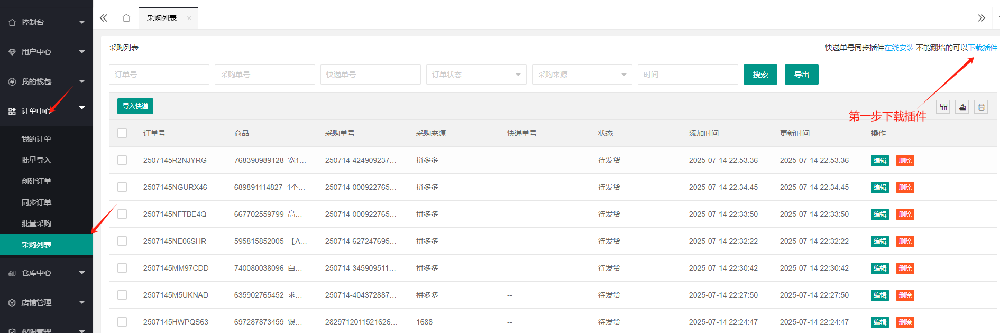 控制台
用户中心
我的钱包
订单中心
我的订单
批量导入
创建订单
同步订单
批量采购
采购列表
仓库中心
店铺管理
权限管理
采购列表
采购列表
快递单号同步插件在线安装 不能翻墙的可以下载插件
订单号 采购单号 快递单号 订单状态 采购来源 时间 搜索 导出
导入快递
第一步下载插件
订单号 商品 采购单号 采购来源 快递单号 状态 添加时间 更新时间 操作
2507145R2NJYRG 768390989128_宽1... 250714-424909237... 拼多多 -- 待发货 2025-07-14 22:53:36 2025-07-14 22:53:36 编辑 删除
2507145NGURX46 689891114827_1个... 250714-000922765... 拼多多 -- 待发货 2025-07-14 22:34:45 2025-07-14 22:34:45 编辑 删除
2507145NFTBE4Q 667702559799_高... 250714-000922765... 拼多多 -- 待发货 2025-07-14 22:33:50 2025-07-14 22:33:50 编辑 删除
2507145NE06SHR 595815852005_【A... 250714-627247695... 拼多多 -- 待发货 2025-07-14 22:32:22 2025-07-14 22:32:22 编辑 删除
2507145MM97CDD 740080038096_白... 250714-345909511... 拼多多 -- 待发货 2025-07-14 22:30:42 2025-07-14 22:30:42 编辑 删除
2507145M5UKNAD 635902765452_求... 250714-404372887... 拼多多 -- 待发货 2025-07-14 22:27:50 2025-07-14 22:27:50 编辑 删除
2507145HWPQS63 697287873459_银... 2829712011521626... 1688 -- 待发货 2025-07-14 22:24:47 2025-07-14 22:24:47 编辑 删除